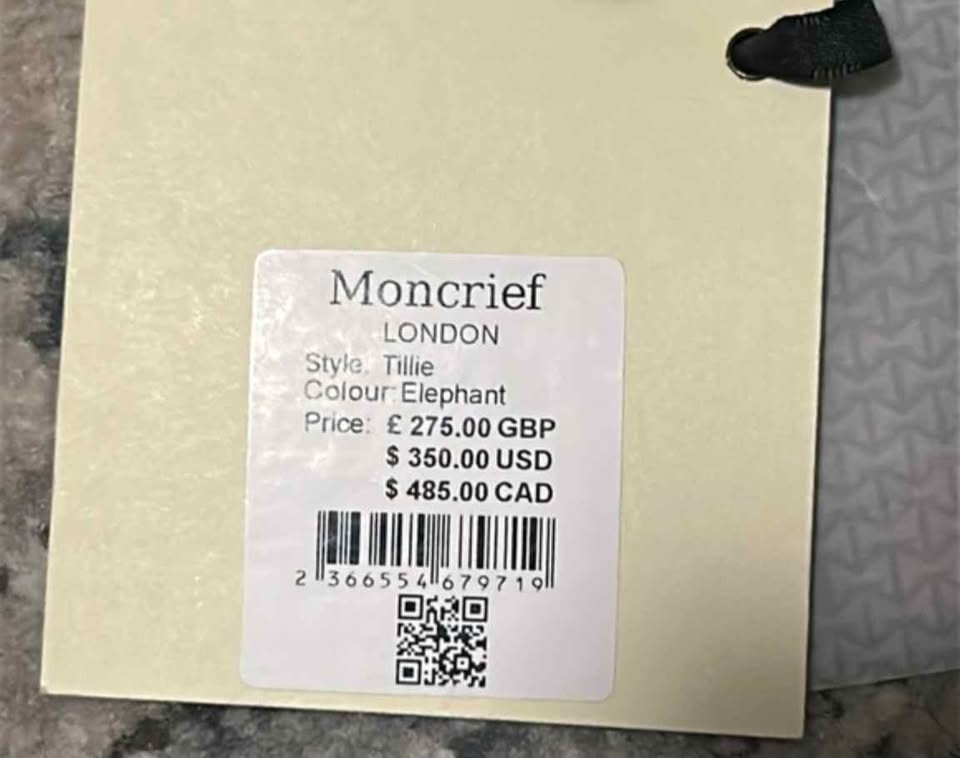 Moncrief
LONDON
Style: Tillie
Colour: Elephant
Price: £ 275.00 GBP
$ 350.00 USD
$ 485.00 CAD
2 366554 679719